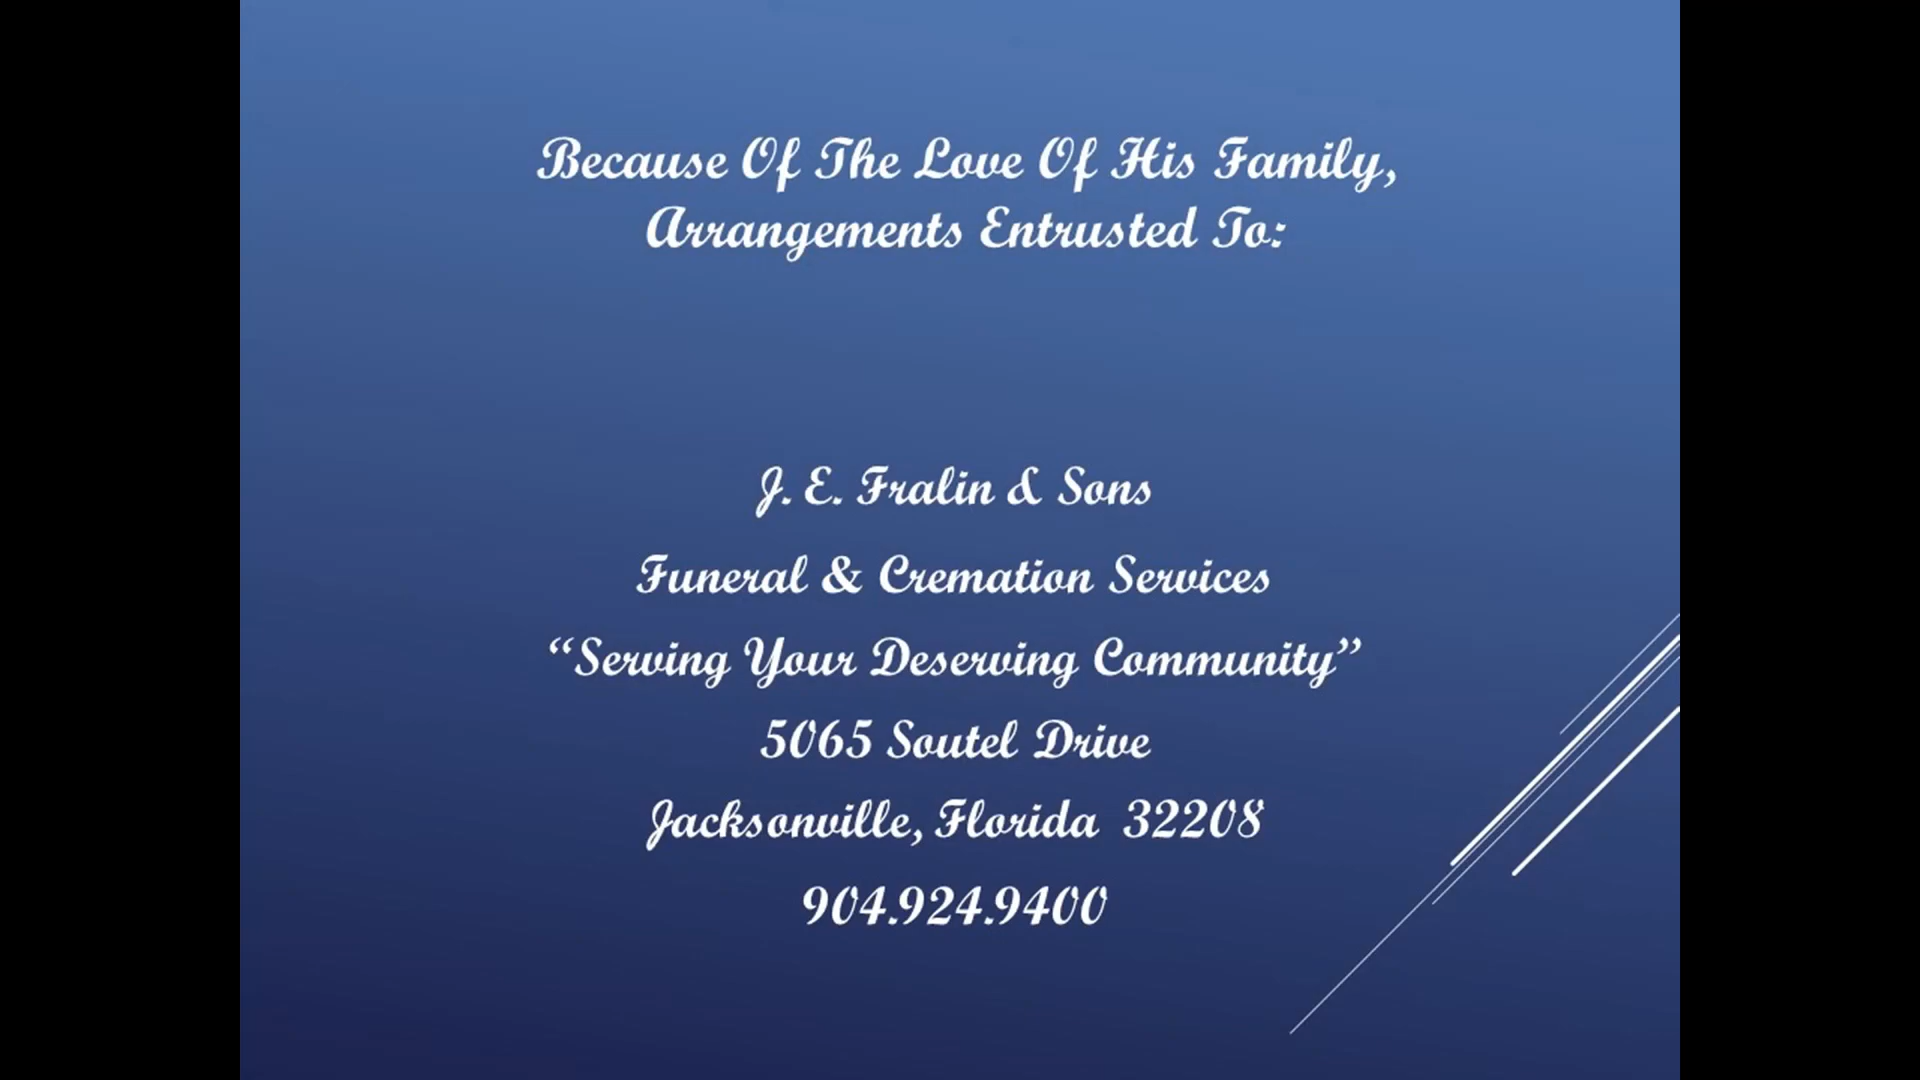 Because Of The Love Of His Family,
Arrangements Entrusted To:
J. E. Fralin & Sons
Funeral & Cremation Services
“Serving Your Deserving Community”
5065 Soutel Drive
Jacksonville, Florida  32208
904.924.9400